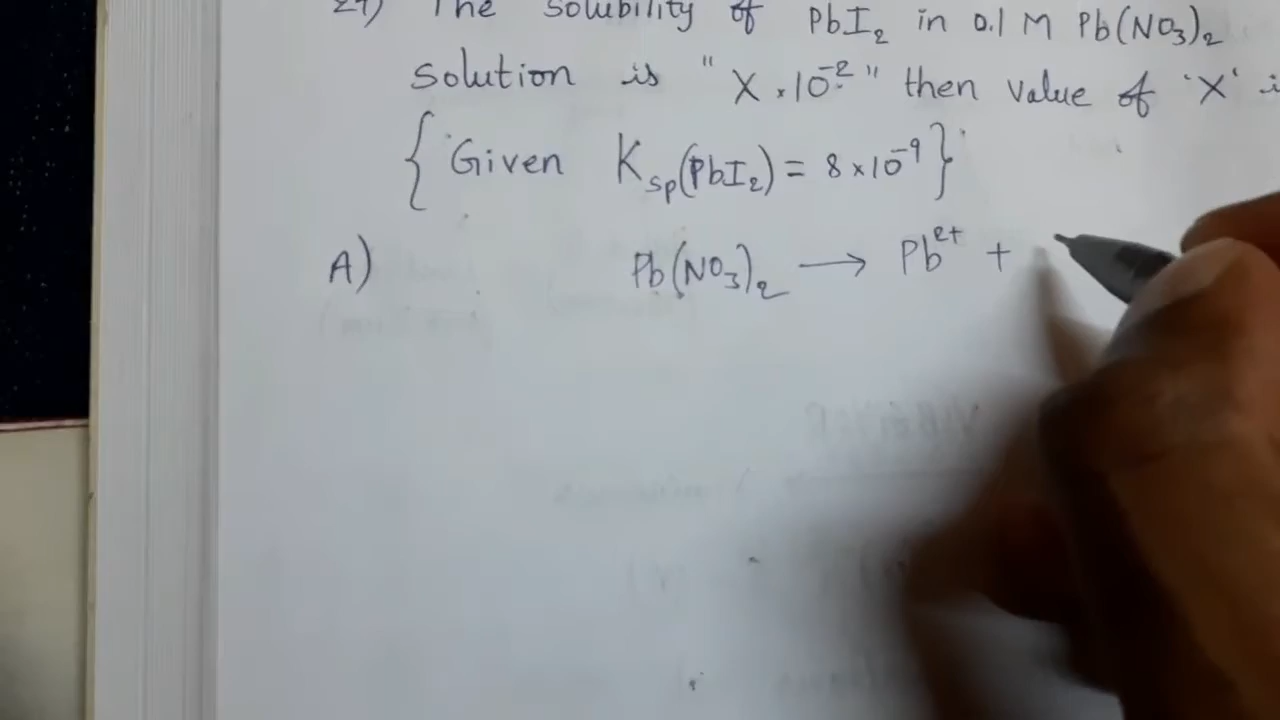 27) The Solubility of PbI₂ in 0.1 M Pb(NO₃)₂
Solution is "X × 10⁻²" then value of 'X' i
{Given Ksp(PbI₂) = 8 × 10⁻⁹}
A) Pb(NO₃)₂ → Pb²⁺ +